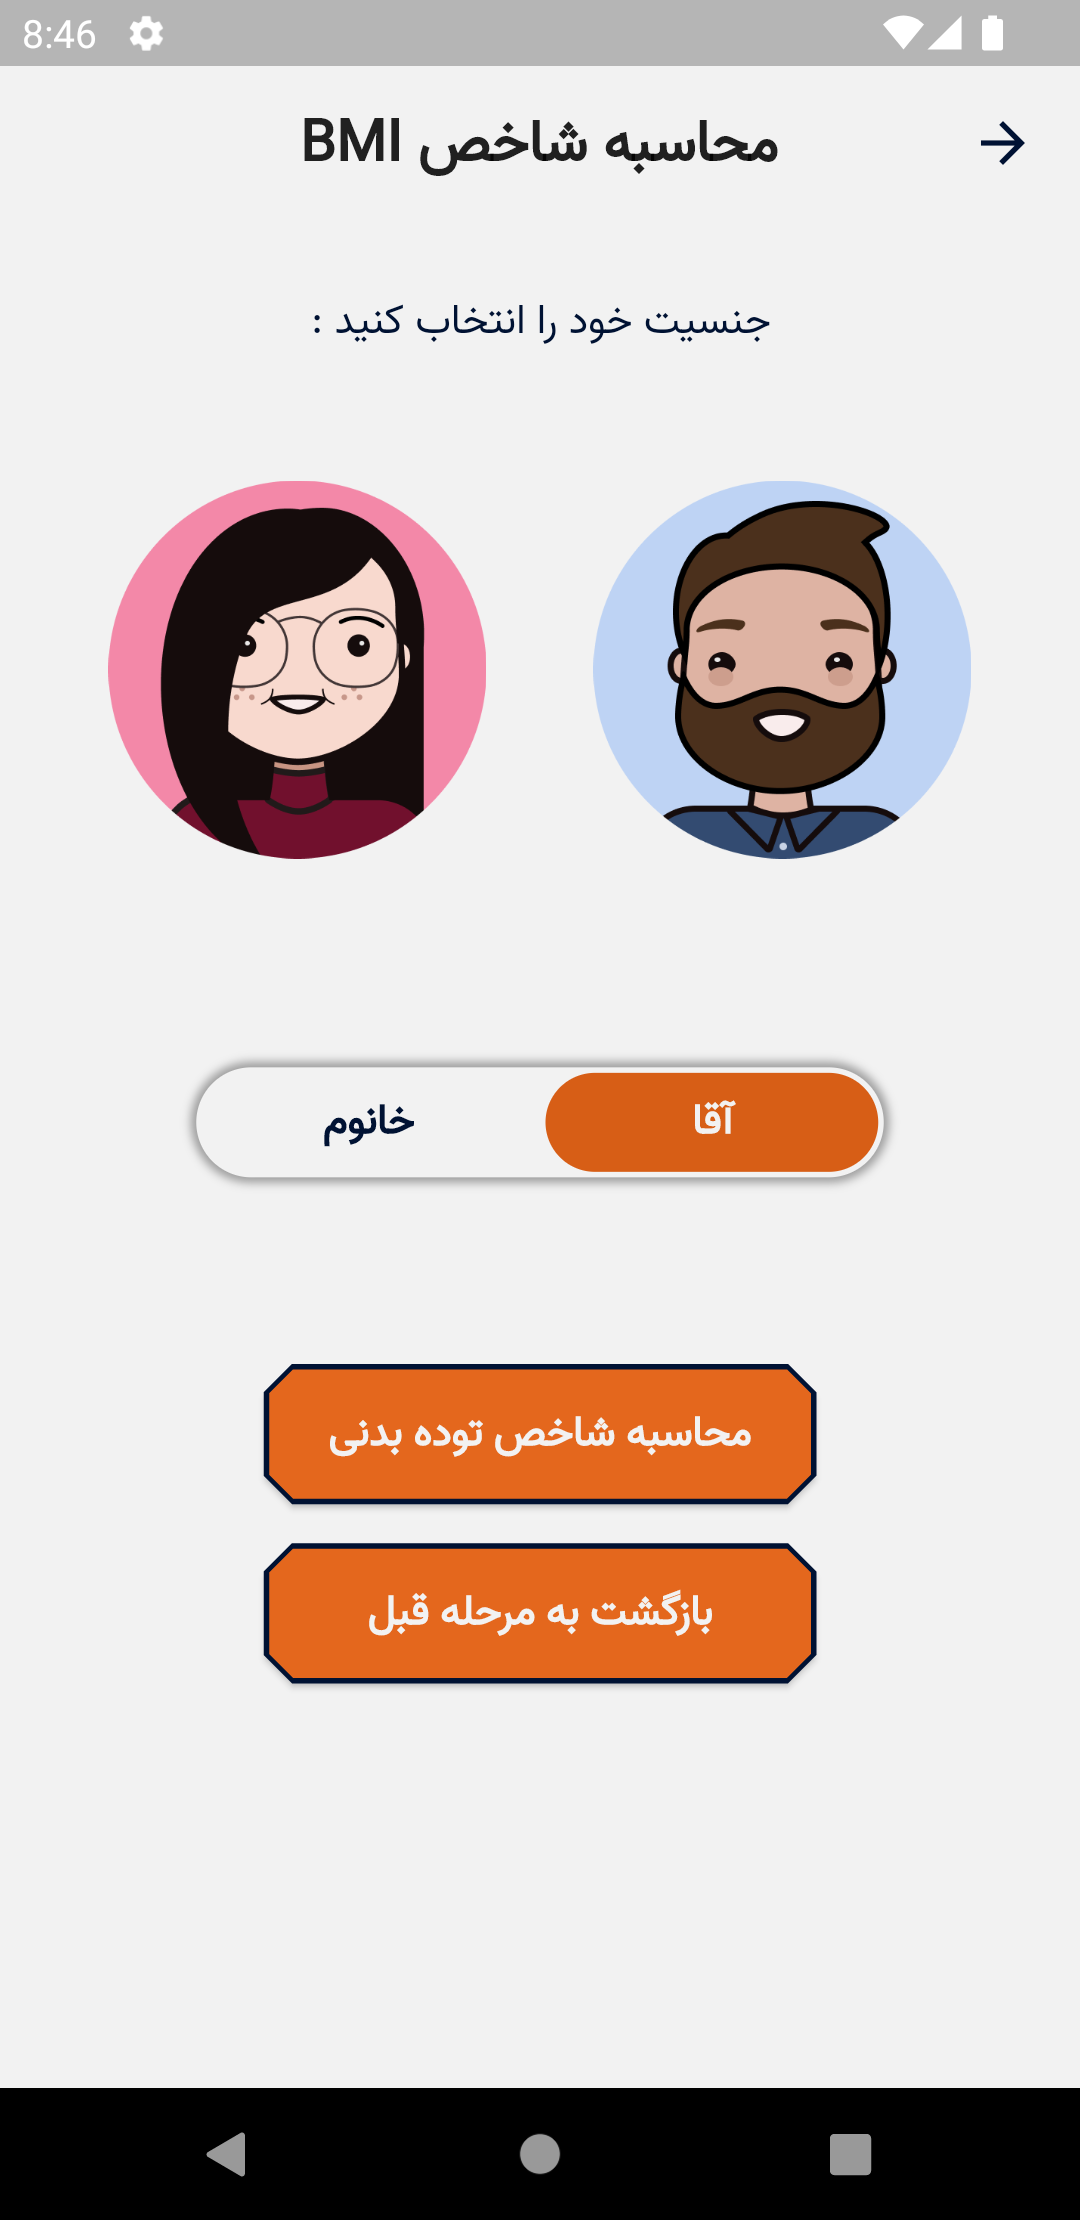 8:46
محاسبه شاخص BMI
جنسیت خود را انتخاب کنید :
آقا
خانوم
محاسبه شاخص توده بدنی
بازگشت به مرحله قبل